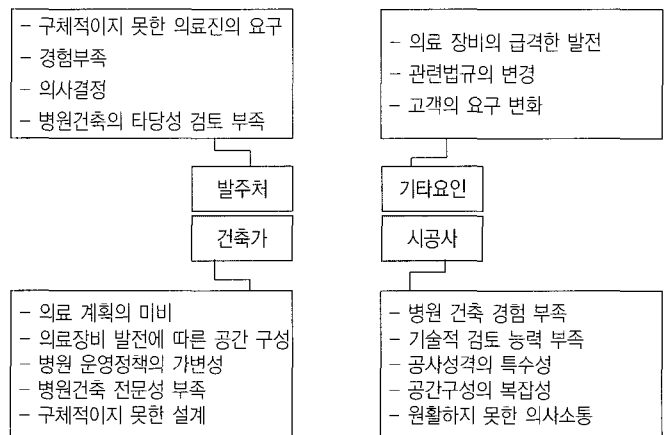 – 구체적이지 못한 의료진의 요구
– 경험부족
– 의사결정
– 병원건축의 타당성 검토 부족
– 의료 장비의 급격한 발전
– 관련법규의 변경
– 고객의 요구 변화
발주처
기타요인
건축가
시공사
– 의료 계획의 미비
– 의료장비 발전에 따른 공간 구성
– 병원 운영정책의 가변성
– 병원건축 전문성 부족
– 구체적이지 못한 설계
– 병원 건축 경험 부족
– 기술적 검토 능력 부족
– 공사성격의 특수성
– 공간구성의 복잡성
– 원활하지 못한 의사소통